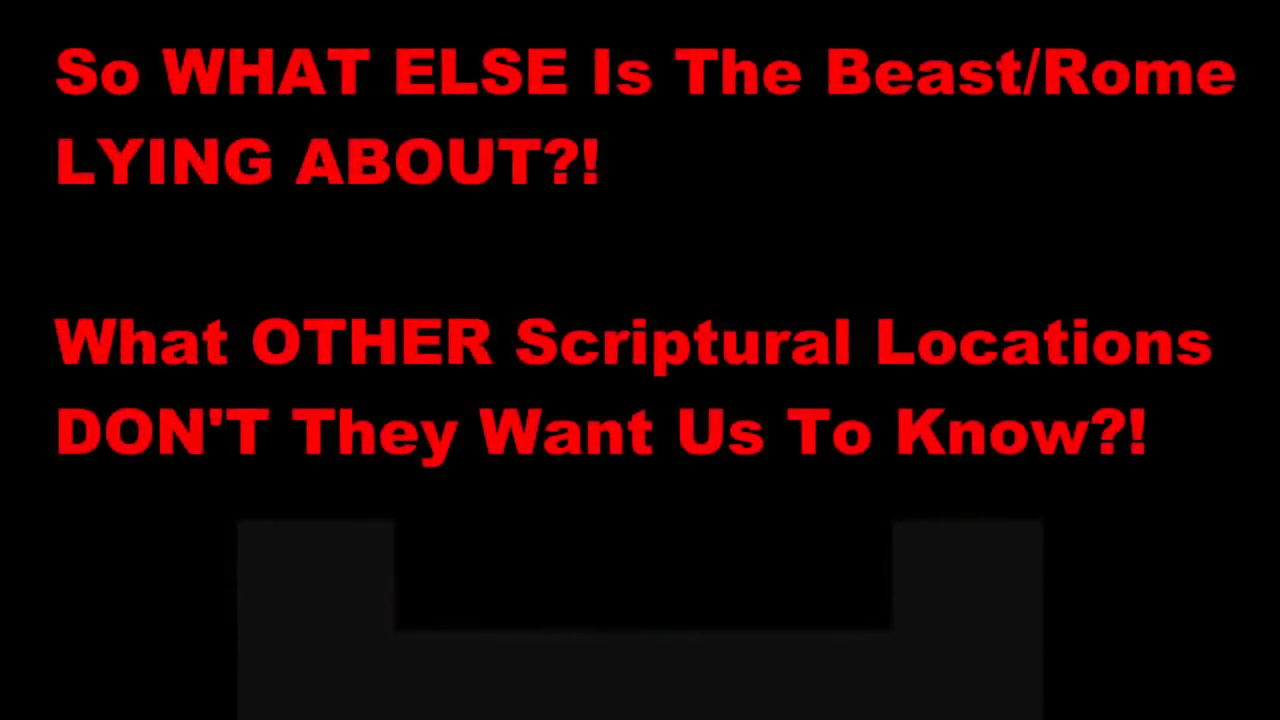 So WHAT ELSE Is The Beast/Rome
LYING ABOUT?!
What OTHER Scriptural Locations
DON'T They Want Us To Know?!